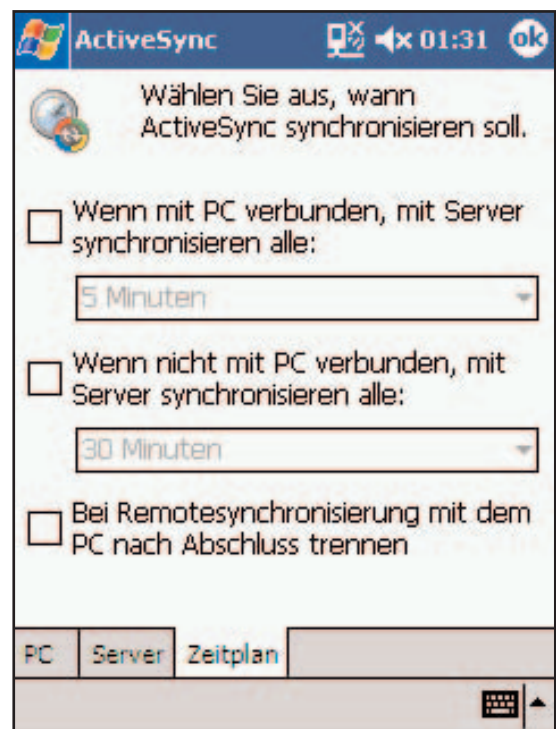 ActiveSync 01:31 ok
Wählen Sie aus, wann
ActiveSync synchronisieren soll.
Wenn mit PC verbunden, mit Server
synchronisieren alle:
5 Minuten
Wenn nicht mit PC verbunden, mit
Server synchronisieren alle:
30 Minuten
Bei Remotesynchronisierung mit dem
PC nach Abschluss trennen
PC Server Zeitplan